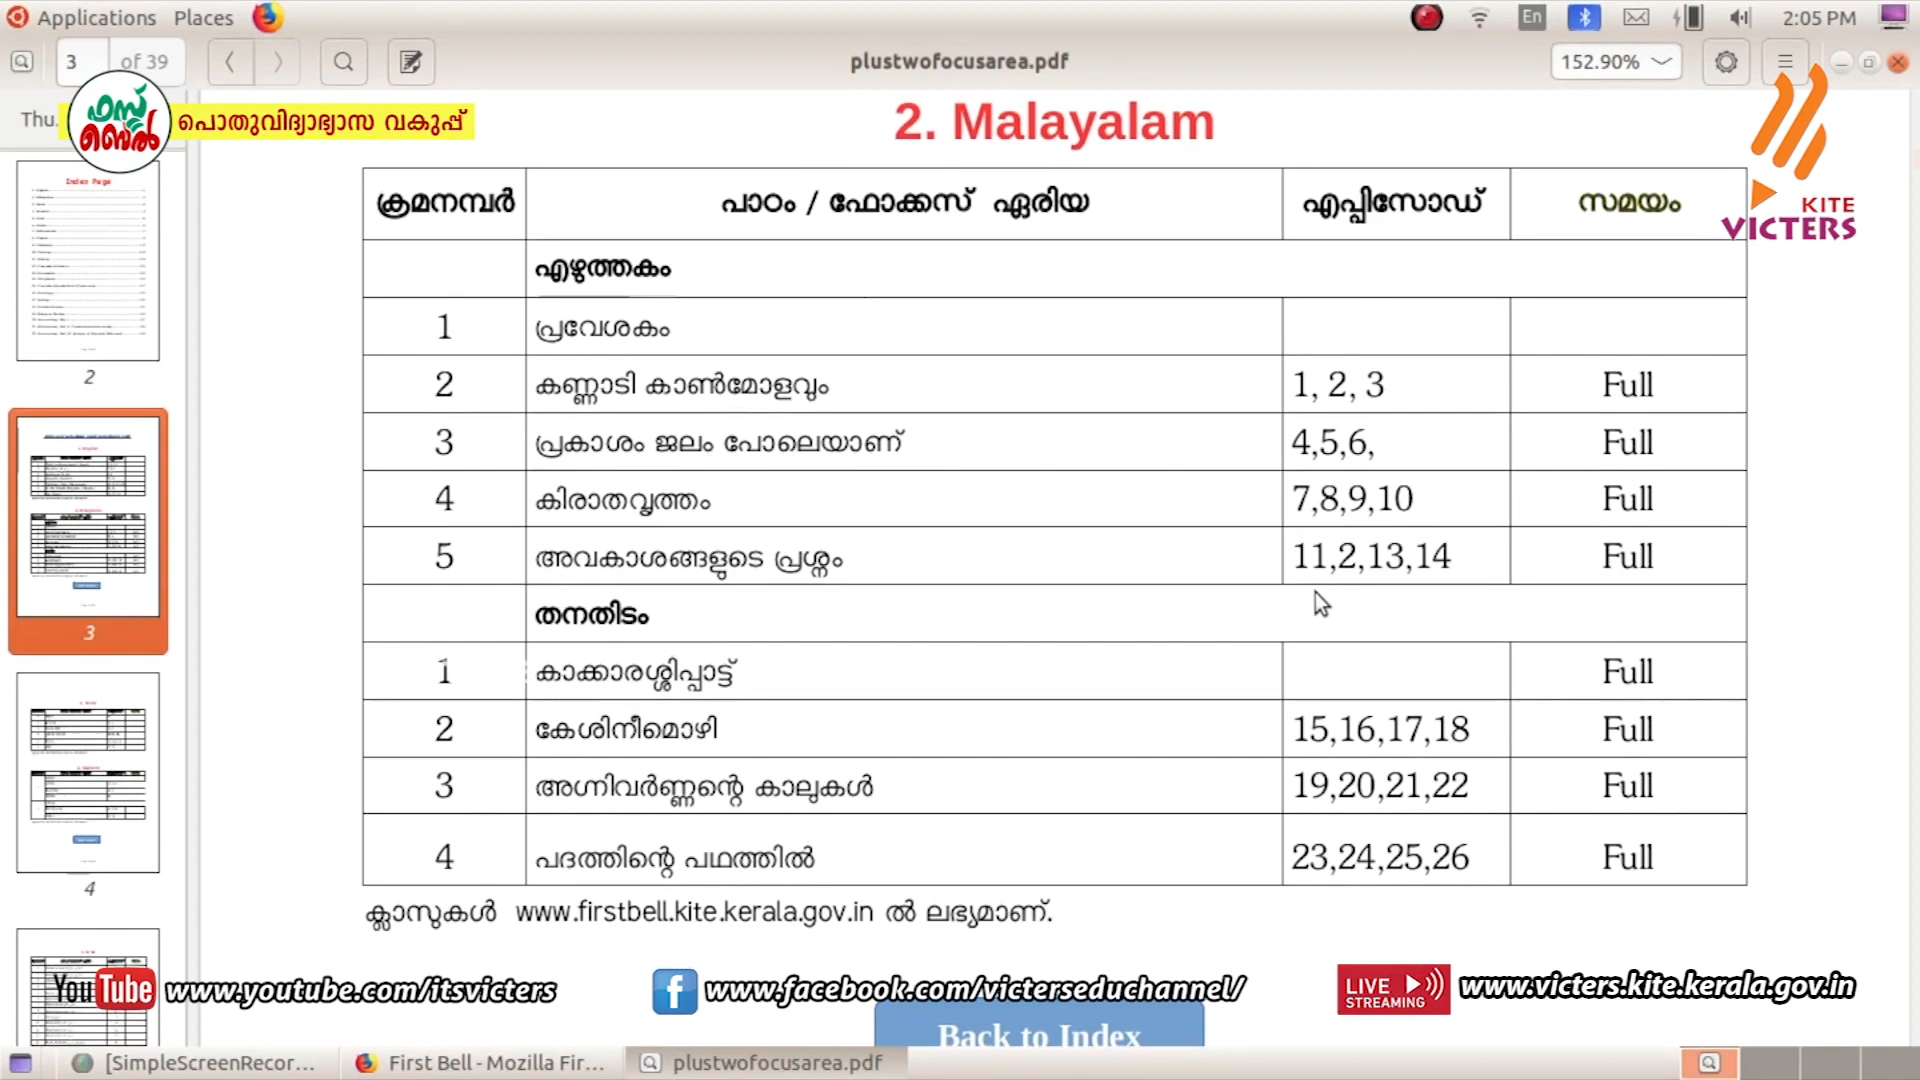 Applications Places En 2:05 PM
3 of 39 plustwofocusarea.pdf 152.90%
Thu.
ഫസ്റ്റ്
ബെൽ
പൊതുവിദ്യാഭ്യാസ വകുപ്പ്
2. Malayalam
KITE
VICTERS
ക്രമനമ്പർ പാഠം / ഫോക്കസ് ഏരിയ എപ്പിസോഡ് സമയം
എഴുത്തകം
1 പ്രവേശകം
2 കണ്ണാടി കാൺമോളവും 1, 2, 3 Full
3 പ്രകാശം ജലം പോലെയാണ് 4,5,6, Full
4 കിരാതവൃത്തം 7,8,9,10 Full
5 അവകാശങ്ങളുടെ പ്രശ്നം 11,2,13,14 Full
തനതിടം
1 കാക്കാരശ്ശിപ്പാട്ട് Full
2 കേശിനീമൊഴി 15,16,17,18 Full
3 അഗ്നിവർണ്ണന്റെ കാലുകൾ 19,20,21,22 Full
4 പദത്തിന്റെ പഥത്തിൽ 23,24,25,26 Full
ക്ലാസുകൾ www.firstbell.kite.kerala.gov.in ൽ ലഭ്യമാണ്.
Index Page
2
3
4
YouTube www.youtube.com/itsvicters f www.facebook.com/victerseduchannel/ LIVE STREAMING www.victers.kite.kerala.gov.in
Back to Index
[SimpleScreenRecor... First Bell - Mozilla Fir... plustwofocusarea.pdf